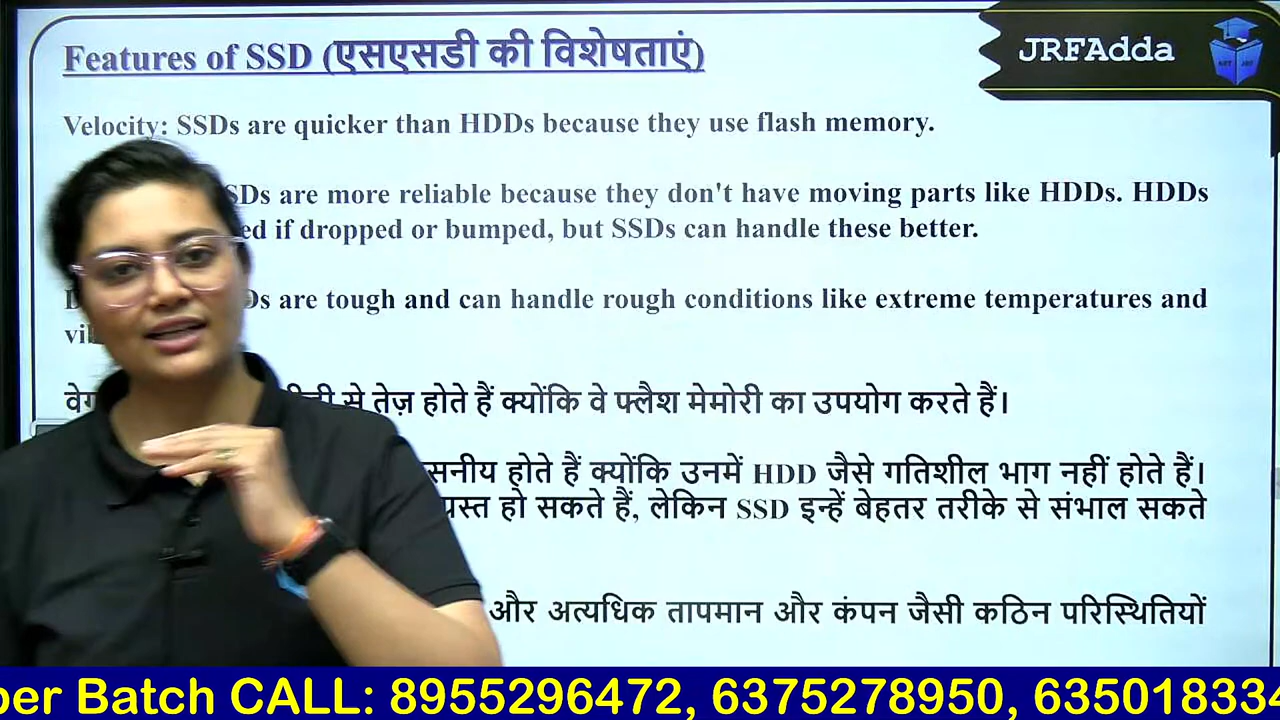 Features of SSD (एसएसडी की विशेषताएं)
JRFAdda
Velocity: SSDs are quicker than HDDs because they use flash memory.
SDs are more reliable because they don't have moving parts like HDDs. HDDs
ed if dropped or bumped, but SSDs can handle these better.
Ds are tough and can handle rough conditions like extreme temperatures and
vi
वेग से तेज़ होते हैं क्योंकि वे फ्लैश मेमोरी का उपयोग करते हैं।
सनीय होते हैं क्योंकि उनमें HDD जैसे गतिशील भाग नहीं होते हैं।
ग्रस्त हो सकते हैं, लेकिन SSD इन्हें बेहतर तरीके से संभाल सकते
और अत्यधिक तापमान और कंपन जैसी कठिन परिस्थितियों
per Batch CALL: 8955296472, 6375278950, 635018334